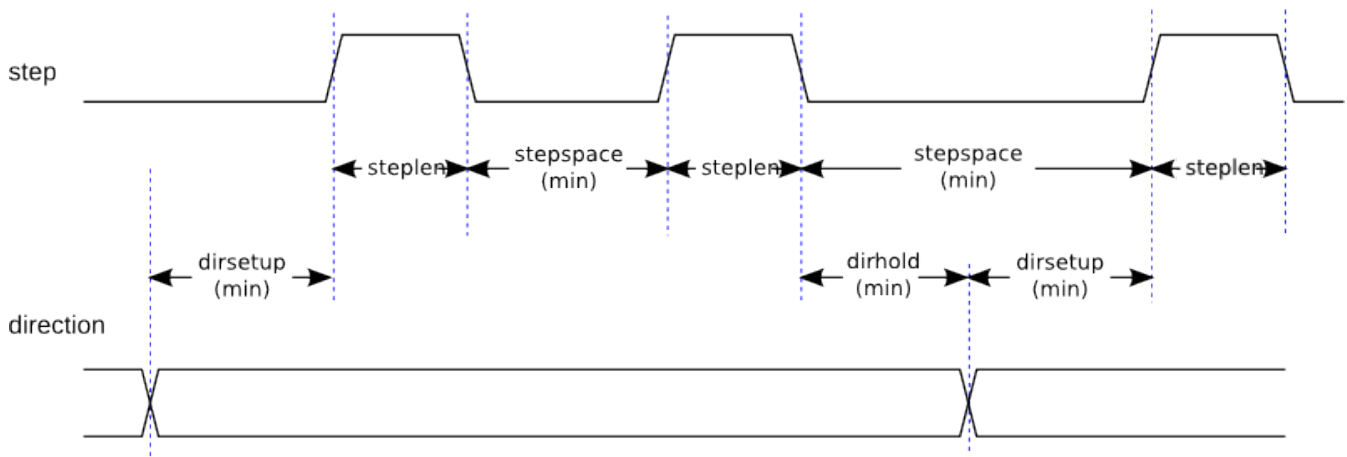 step
steplen
stepspace
(min)
steplen
stepspace
(min)
steplen
dirsetup
(min)
dirhold
(min)
dirsetup
(min)
direction